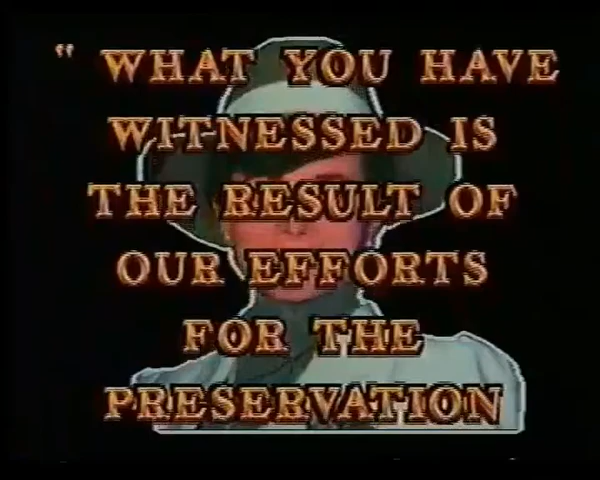 " WHAT YOU HAVE
WITNESSED IS
THE RESULT OF
OUR EFFORTS
FOR THE
PRESERVATION